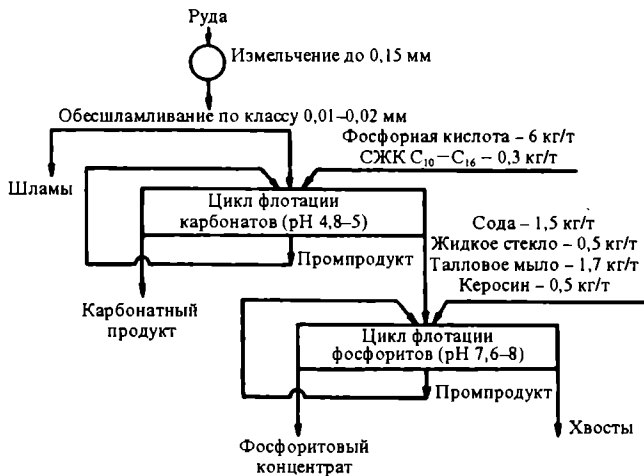 Руда
Измельчение до 0,15 мм
Обесшламливание по классу 0,01–0,02 мм
Фосфорная кислота – 6 кг/т
СЖК C₁₀–C₁₆ – 0,3 кг/т
Шламы
Цикл флотации
карбонатов (pH 4,8–5)
Промпродукт
Карбонатный
продукт
Сода – 1,5 кг/т
Жидкое стекло – 0,5 кг/т
Талловое мыло – 1,7 кг/т
Керосин – 0,5 кг/т
Цикл флотации
фосфоритов (pH 7,6–8)
Промпродукт
Фосфоритовый
концентрат
Хвосты